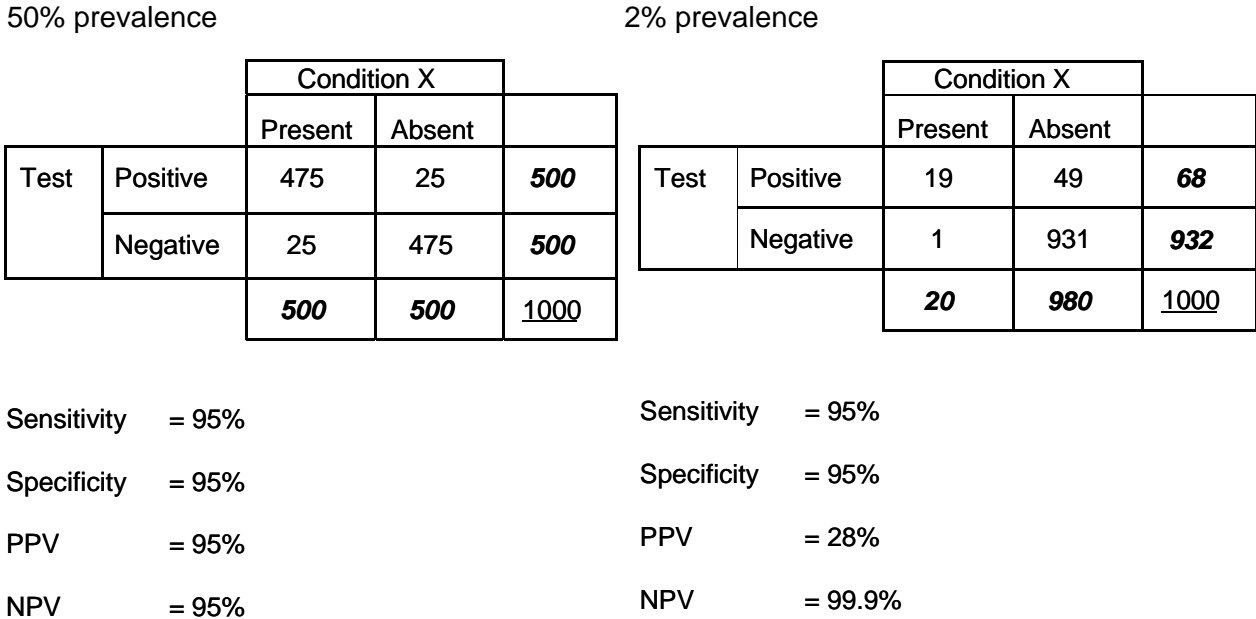 50% prevalence
Condition X
Present Absent
Test Positive 475 25 500
Negative 25 475 500
500 500 1000
Sensitivity = 95%
Specificity = 95%
PPV = 95%
NPV = 95%
2% prevalence
Condition X
Present Absent
Test Positive 19 49 68
Negative 1 931 932
20 980 1000
Sensitivity = 95%
Specificity = 95%
PPV = 28%
NPV = 99.9%